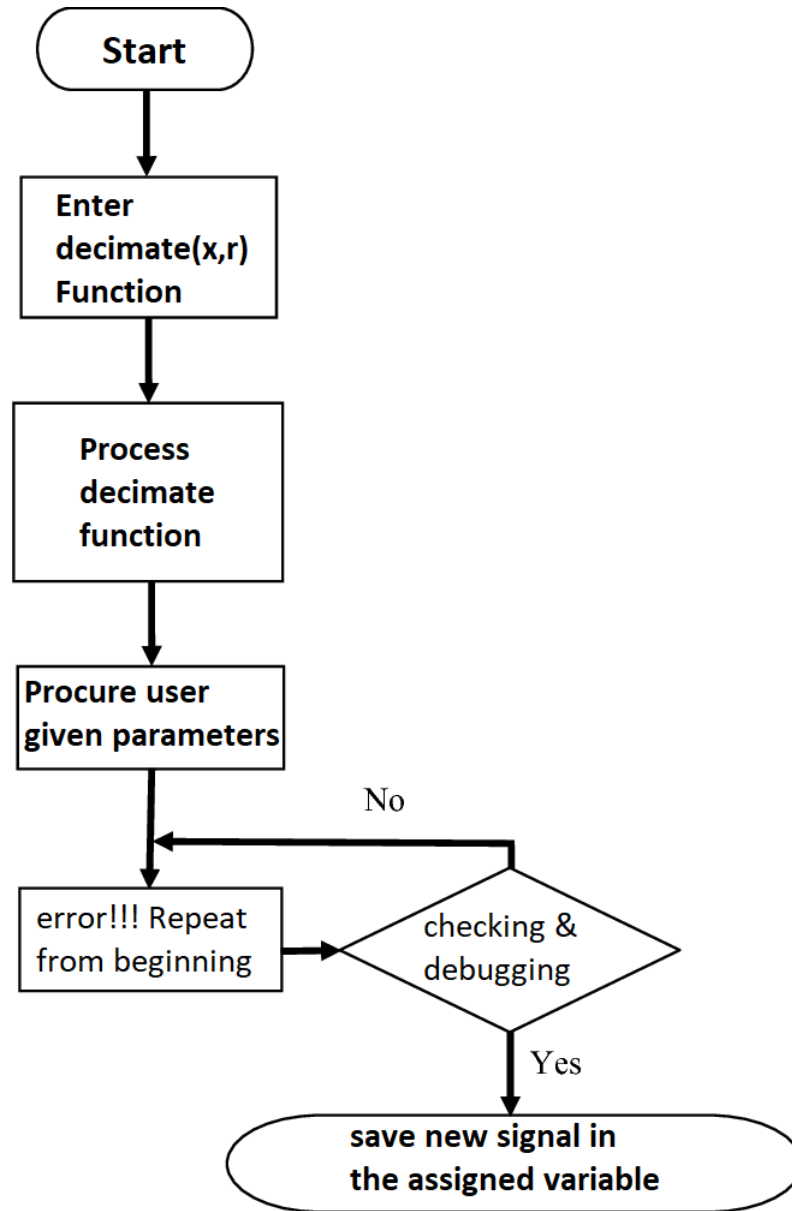 Start
Enter
decimate(x,r)
Function
Process
decimate
function
Procure user
given parameters
No
error!!! Repeat
from beginning
checking &
debugging
Yes
save new signal in
the assigned variable